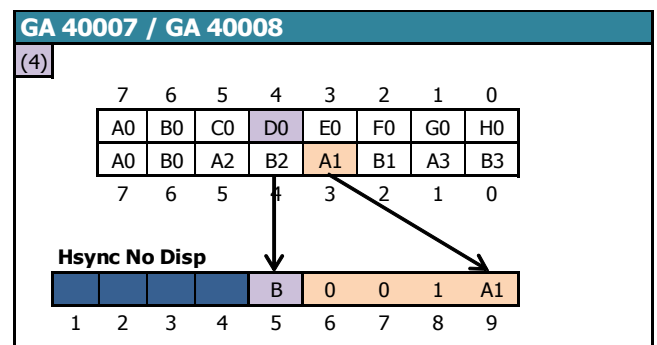 GA 40007 / GA 40008
(4)
7 6 5 4 3 2 1 0
A0 B0 C0 D0 E0 F0 G0 H0
A0 B0 A2 B2 A1 B1 A3 B3
7 6 5 4 3 2 1 0
Hsync No Disp
B 0 0 1 A1
1 2 3 4 5 6 7 8 9